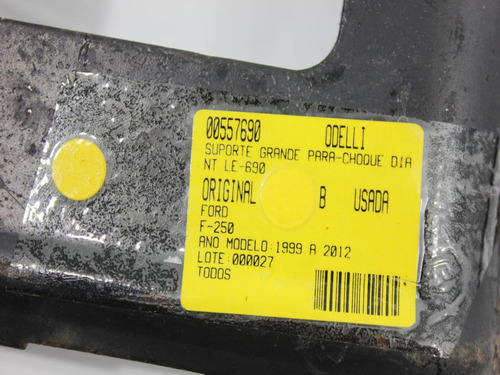 00557690 ODELLI
SUPORTE GRANDE PARA-CHOQUE DIA
NT LE-690
ORIGINAL B USADA
FORD
F-250
ANO MODELO:1999 A 2012
LOTE:000027
TODOS